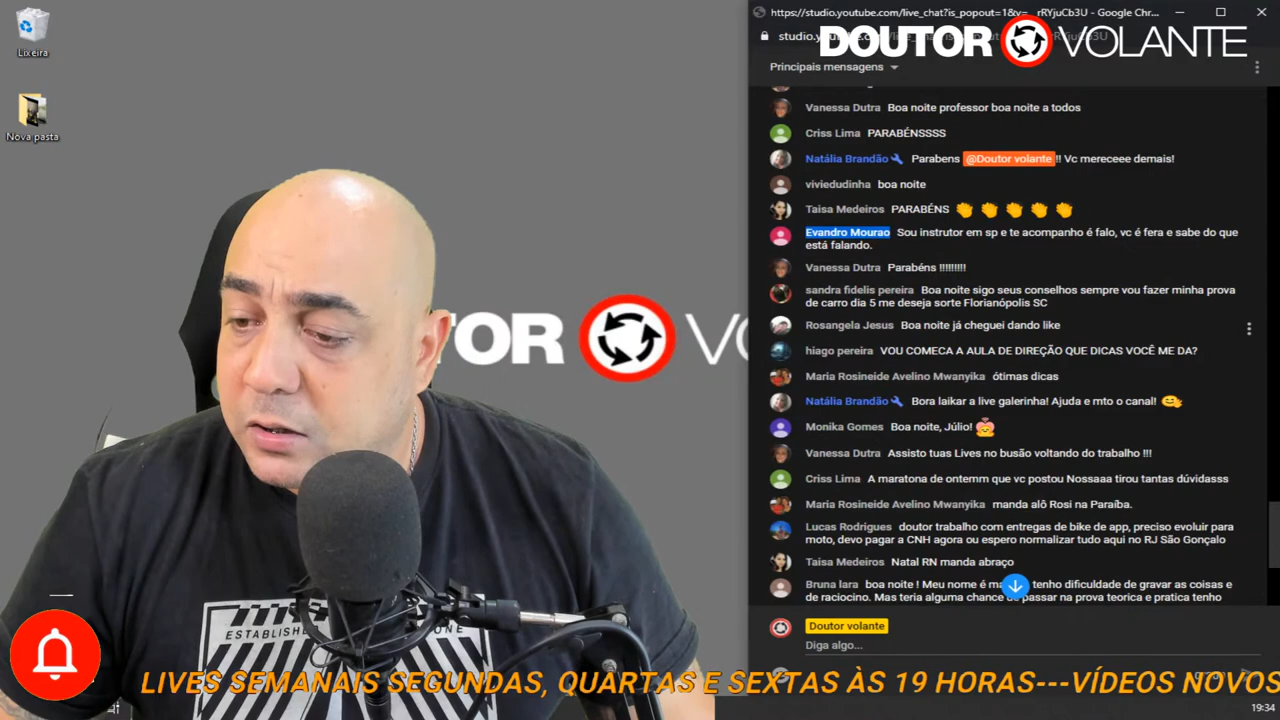 Lixeira
Nova pasta
https://studio.youtube.com/live_chat?is_popout=1&v=_rRYjuCb3U - Google Chr...
studio.
DOUTOR VOLANTE
Principais mensagens
Vanessa Dutra Boa noite professor boa noite a todos
Criss Lima PARABÉNSSSS
Natália Brandão Parabens @Doutor volante !! Vc mereceee demais!
viviedudinha boa noite
Taisa Medeiros PARABÉNS 👏 👏 👏 👏 👏
Evandro Mourao Sou instrutor em sp e te acompanho é falo, vc é fera e sabe do que
está falando.
Vanessa Dutra Parabéns !!!!!!!!!
sandra fidelis pereira Boa noite sigo seus conselhos sempre vou fazer minha prova
de carro dia 5 me deseja sorte Florianópolis SC
Rosangela Jesus Boa noite já cheguei dando like
hiago pereira VOU COMECA A AULA DE DIREÇÃO QUE DICAS VOCÊ ME DA?
Maria Rosineide Avelino Mwanyika ótimas dicas
Natália Brandão Bora laikar a live galerinha! Ajuda e mto o canal!
Monika Gomes Boa noite, Júlio!
Vanessa Dutra Assisto tuas Lives no busão voltando do trabalho !!!
Criss Lima A maratona de ontemm que vc postou Nossaaa tirou tantas dúvidasss
Maria Rosineide Avelino Mwanyika manda alô Rosi na Paraíba.
Lucas Rodrigues doutor trabalho com entregas de bike de app, preciso evoluir para
moto, devo pagar a CNH agora ou espero normalizar tudo aqui no RJ São Gonçalo
Taisa Medeiros Natal RN manda abraço
Bruna lara boa noite ! Meu nome é tenho dificuldade de gravar as coisas e
de raciocino. Mas teria alguma chance de passar na prova teorica e pratica tenho
Doutor volante
Diga algo...
TOR VO
ESTABLISHE
LIVES SEMANAIS SEGUNDAS, QUARTAS E SEXTAS ÀS 19 HORAS---VÍDEOS NOVOS
19:34